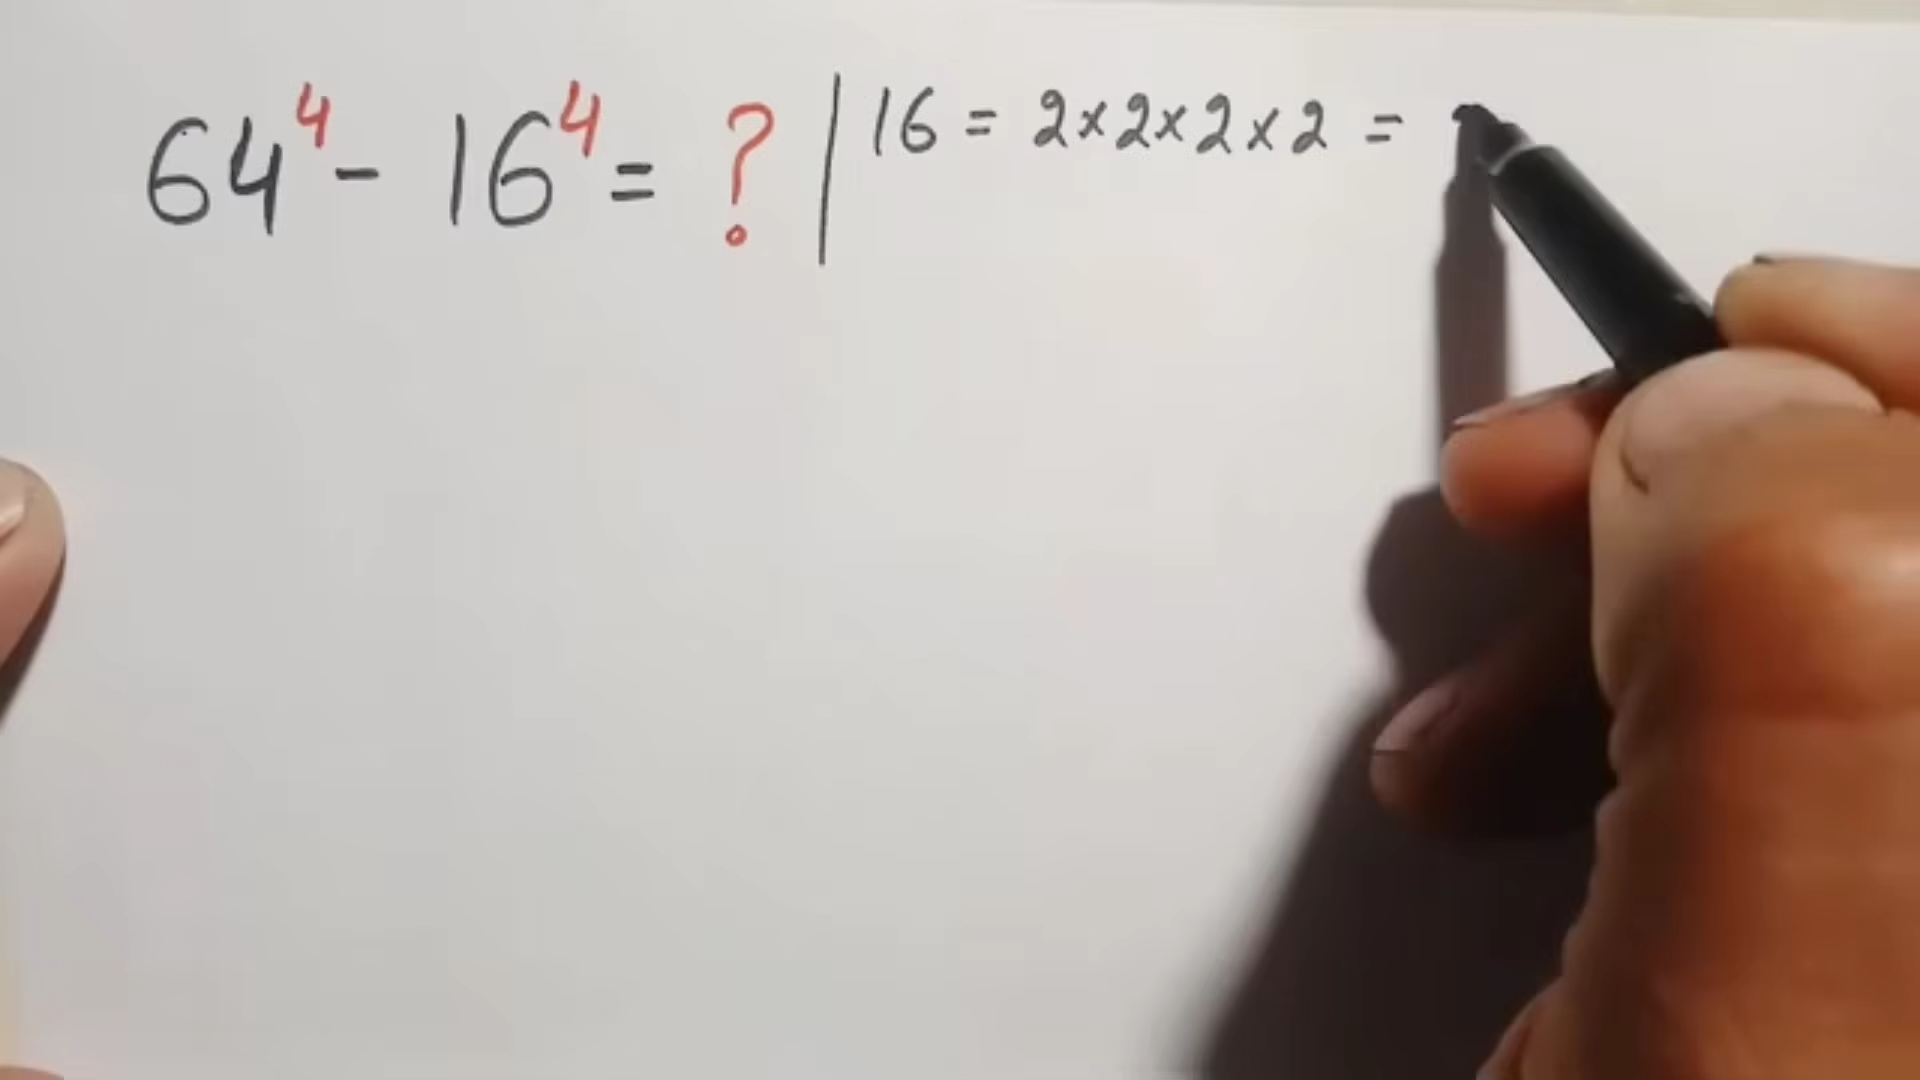 64⁴ - 16⁴ = ? | 16 = 2×2×2×2 =